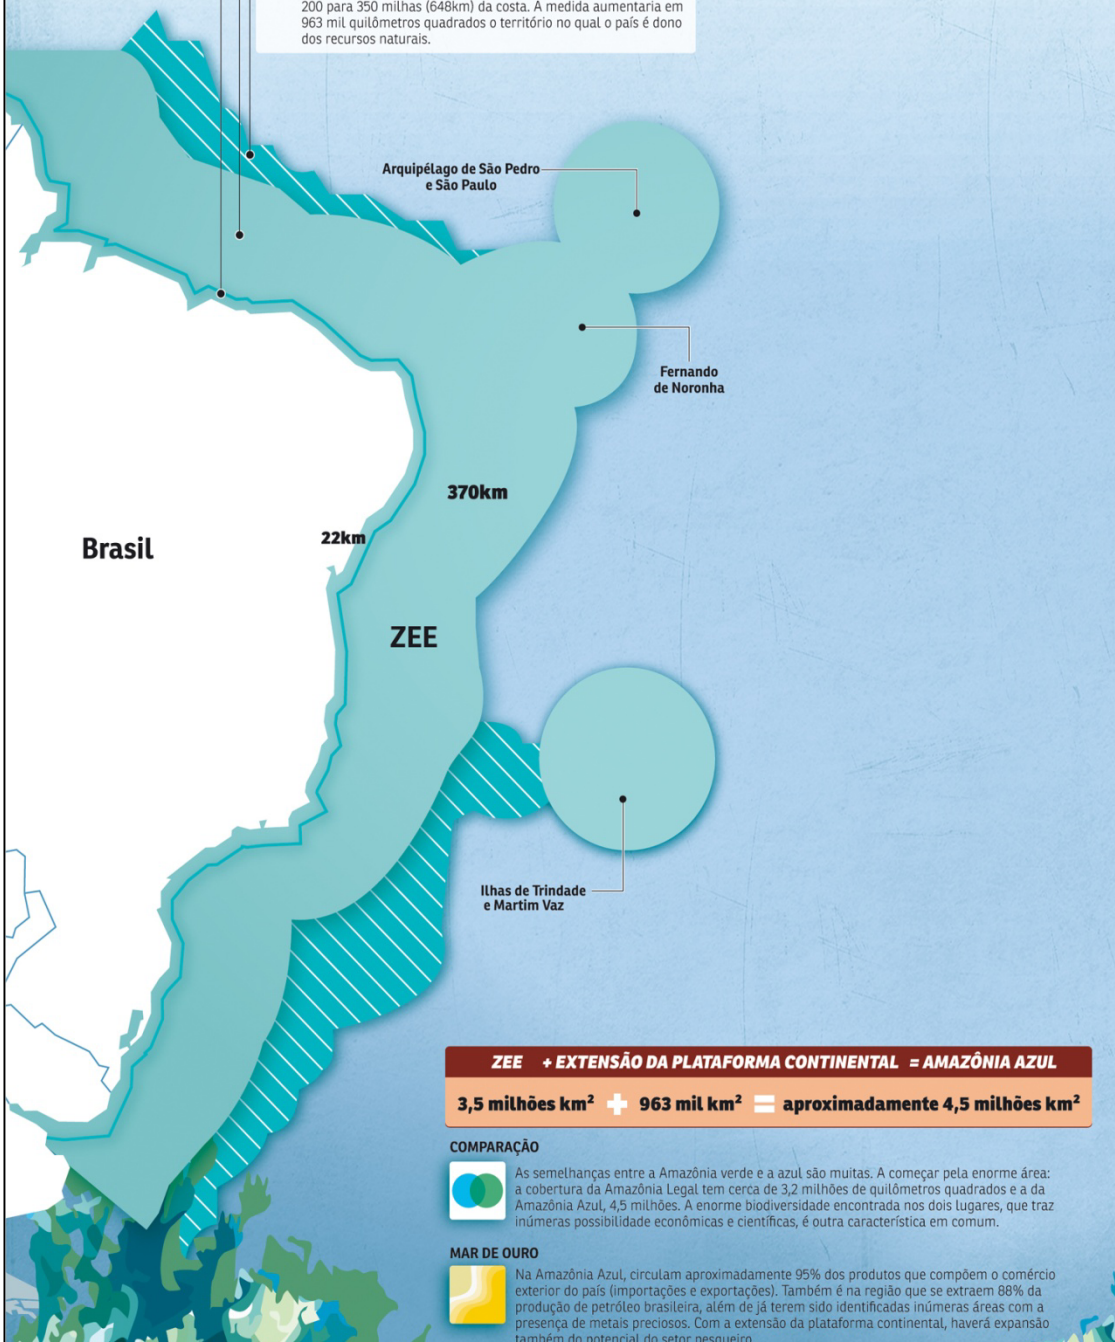 200 para 350 milhas (648km) da costa. A medida aumentaria em
963 mil quilômetros quadrados o território no qual o país é dono
dos recursos naturais.
Arquipélago de São Pedro
e São Paulo
Fernando
de Noronha
370km
22km
Brasil
ZEE
Ilhas de Trindade
e Martim Vaz
ZEE + EXTENSÃO DA PLATAFORMA CONTINENTAL = AMAZÔNIA AZUL
3,5 milhões km² + 963 mil km² = aproximadamente 4,5 milhões km²
COMPARAÇÃO
As semelhanças entre a Amazônia verde e a azul são muitas. A começar pela enorme área:
a cobertura da Amazônia Legal tem cerca de 3,2 milhões de quilômetros quadrados e a da
Amazônia Azul, 4,5 milhões. A enorme biodiversidade encontrada nos dois lugares, que traz
inúmeras possibilidade econômicas e científicas, é outra característica em comum.
MAR DE OURO
Na Amazônia Azul, circulam aproximadamente 95% dos produtos que compõem o comércio
exterior do país (importações e exportações). Também é na região que se extraem 88% da
produção de petróleo brasileira, além de já terem sido identificadas inúmeras áreas com a
presença de metais preciosos. Com a extensão da plataforma continental, haverá expansão
também do potencial do setor pesqueiro.